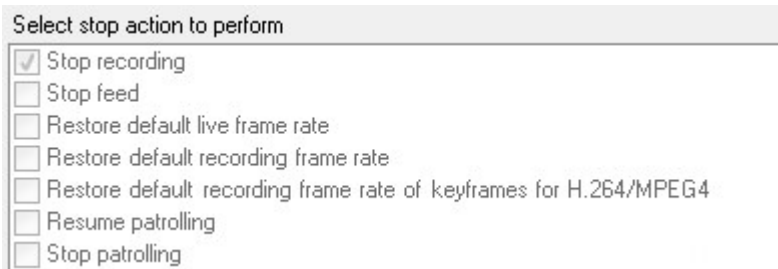 Select stop action to perform
Stop recording
Stop feed
Restore default live frame rate
Restore default recording frame rate
Restore default recording frame rate of keyframes for H.264/MPEG4
Resume patrolling
Stop patrolling